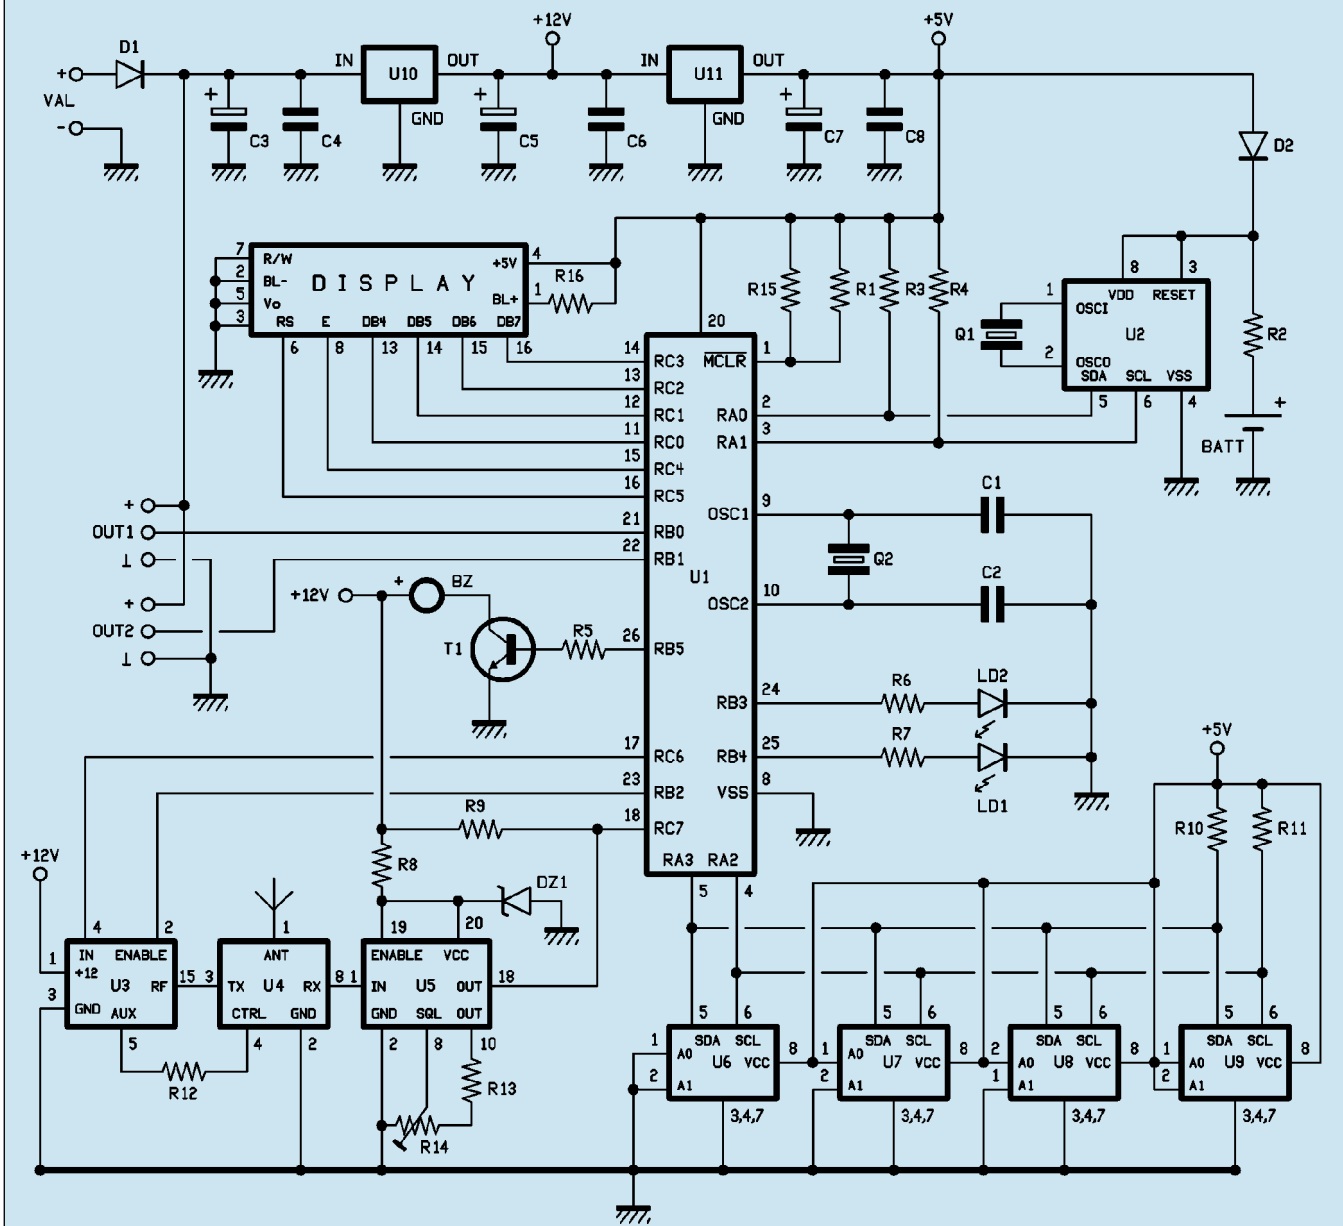 +12V
+5V
D1
IN U10 OUT
IN U11 OUT
+
VAL
-
+ C3
C4
GND
+ C5
C6
GND
+ C7
C8
D2
7 R/W
2 BL-
5 Vo
3
DISPLAY
+5V 4
BL+ 1
R16
RS E DB4 DB5 DB6 DB7
6 8 13 14 15 16
R15 R1 R3 R4
8 3
VDD RESET
1 OSCI
U2
2 OSCO
SDA SCL VSS
5 6 4
Q1
R2
+
BATT
20
14 RC3
13 RC2
12 RC1
11 RC0
15 RC4
16 RC5
21 RB0
22 RB1
26 RB5
17 RC6
23 RB2
18 RC7
U1
MCLR 1
RA0 2
RA1 3
OSC1 9
OSC2 10
RB3 24
RB4 25
VSS 8
RA3 RA2
5 4
C1
Q2
C2
R6 LD2
R7
LD1
+
OUT1
⊥
+
OUT2
⊥
+12V
+ BZ
T1
R5
R9
R8
DZ1
+12V
4 2
IN ENABLE
1 +12
U3
3 GND
RF 15
AUX
5
R12
1
ANT
3 TX U4 RX 8
CTRL GND
4 2
19 20
ENABLE VCC
1 IN U5 OUT 18
GND SQL OUT
2 8 10
R13
R14
+5V
R10 R11
5 6
SDA SCL
1 A0
U6
VCC 8
2 A1
3,4,7
5 6
SDA SCL
1 A0
U7
VCC 8
2 A1
3,4,7
5 6
SDA SCL
2 A0
U8
VCC 8
1 A1
3,4,7
5 6
SDA SCL
1 A0
U9
VCC 8
2 A1
3,4,7